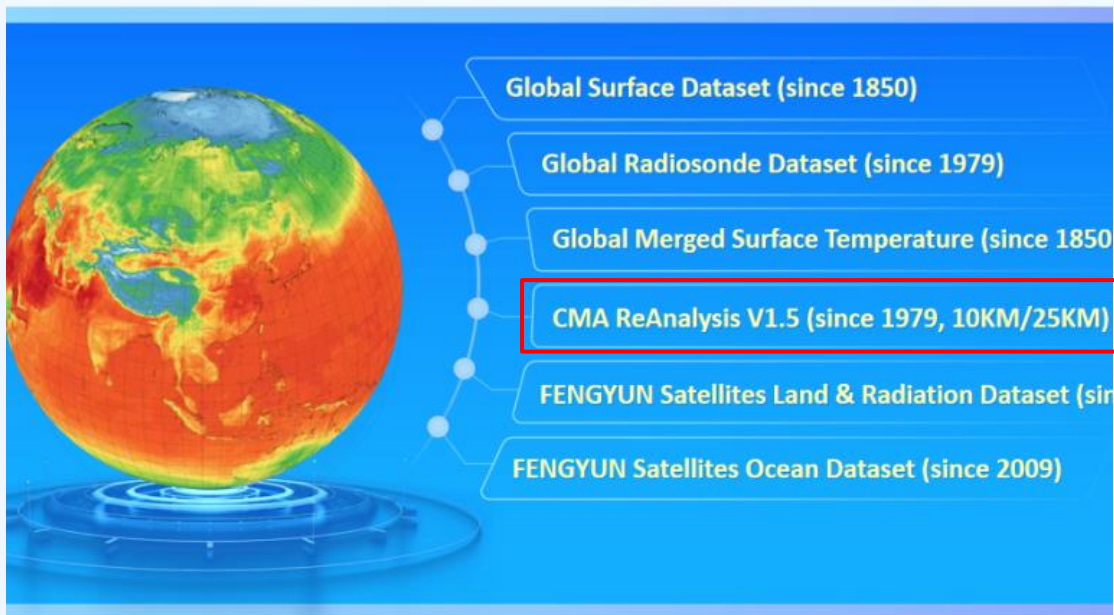 Global Surface Dataset (since 1850)
Global Radiosonde Dataset (since 1979)
Global Merged Surface Temperature (since 1850
CMA ReAnalysis V1.5 (since 1979, 10KM/25KM)
FENGYUN Satellites Land & Radiation Dataset (sin
FENGYUN Satellites Ocean Dataset (since 2009)